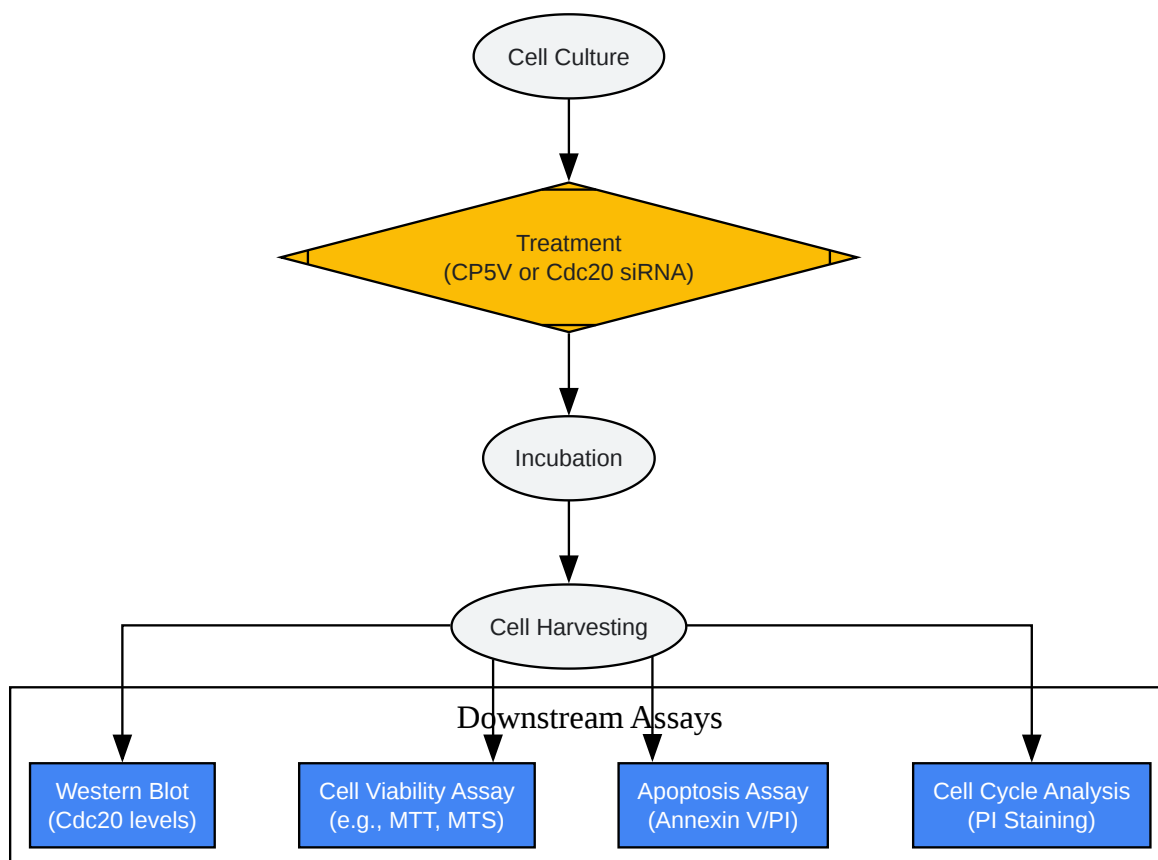 Cell Culture
Treatment
(CP5V or Cdc20 siRNA)
Incubation
Cell Harvesting
Downstream Assays
Western Blot
(Cdc20 levels)
Cell Viability Assay
(e.g., MTT, MTS)
Apoptosis Assay
(Annexin V/PI)
Cell Cycle Analysis
(PI Staining)